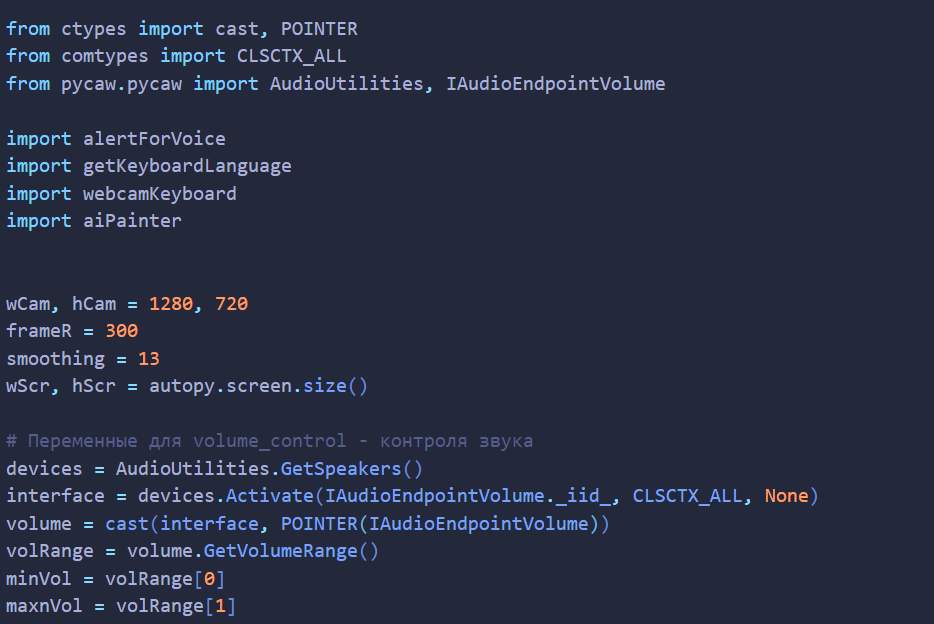 from ctypes import cast, POINTER
from comtypes import CLSCTX_ALL
from pycaw.pycaw import AudioUtilities, IAudioEndpointVolume
import alertForVoice
import getKeyboardLanguage
import webcamKeyboard
import aiPainter
wCam, hCam = 1280, 720
frameR = 300
smoothing = 13
wScr, hScr = autopy.screen.size()
# Переменные для volume_control - контроля звука
devices = AudioUtilities.GetSpeakers()
interface = devices.Activate(IAudioEndpointVolume._iid_, CLSCTX_ALL, None)
volume = cast(interface, POINTER(IAudioEndpointVolume))
volRange = volume.GetVolumeRange()
minVol = volRange[0]
maxnVol = volRange[1]